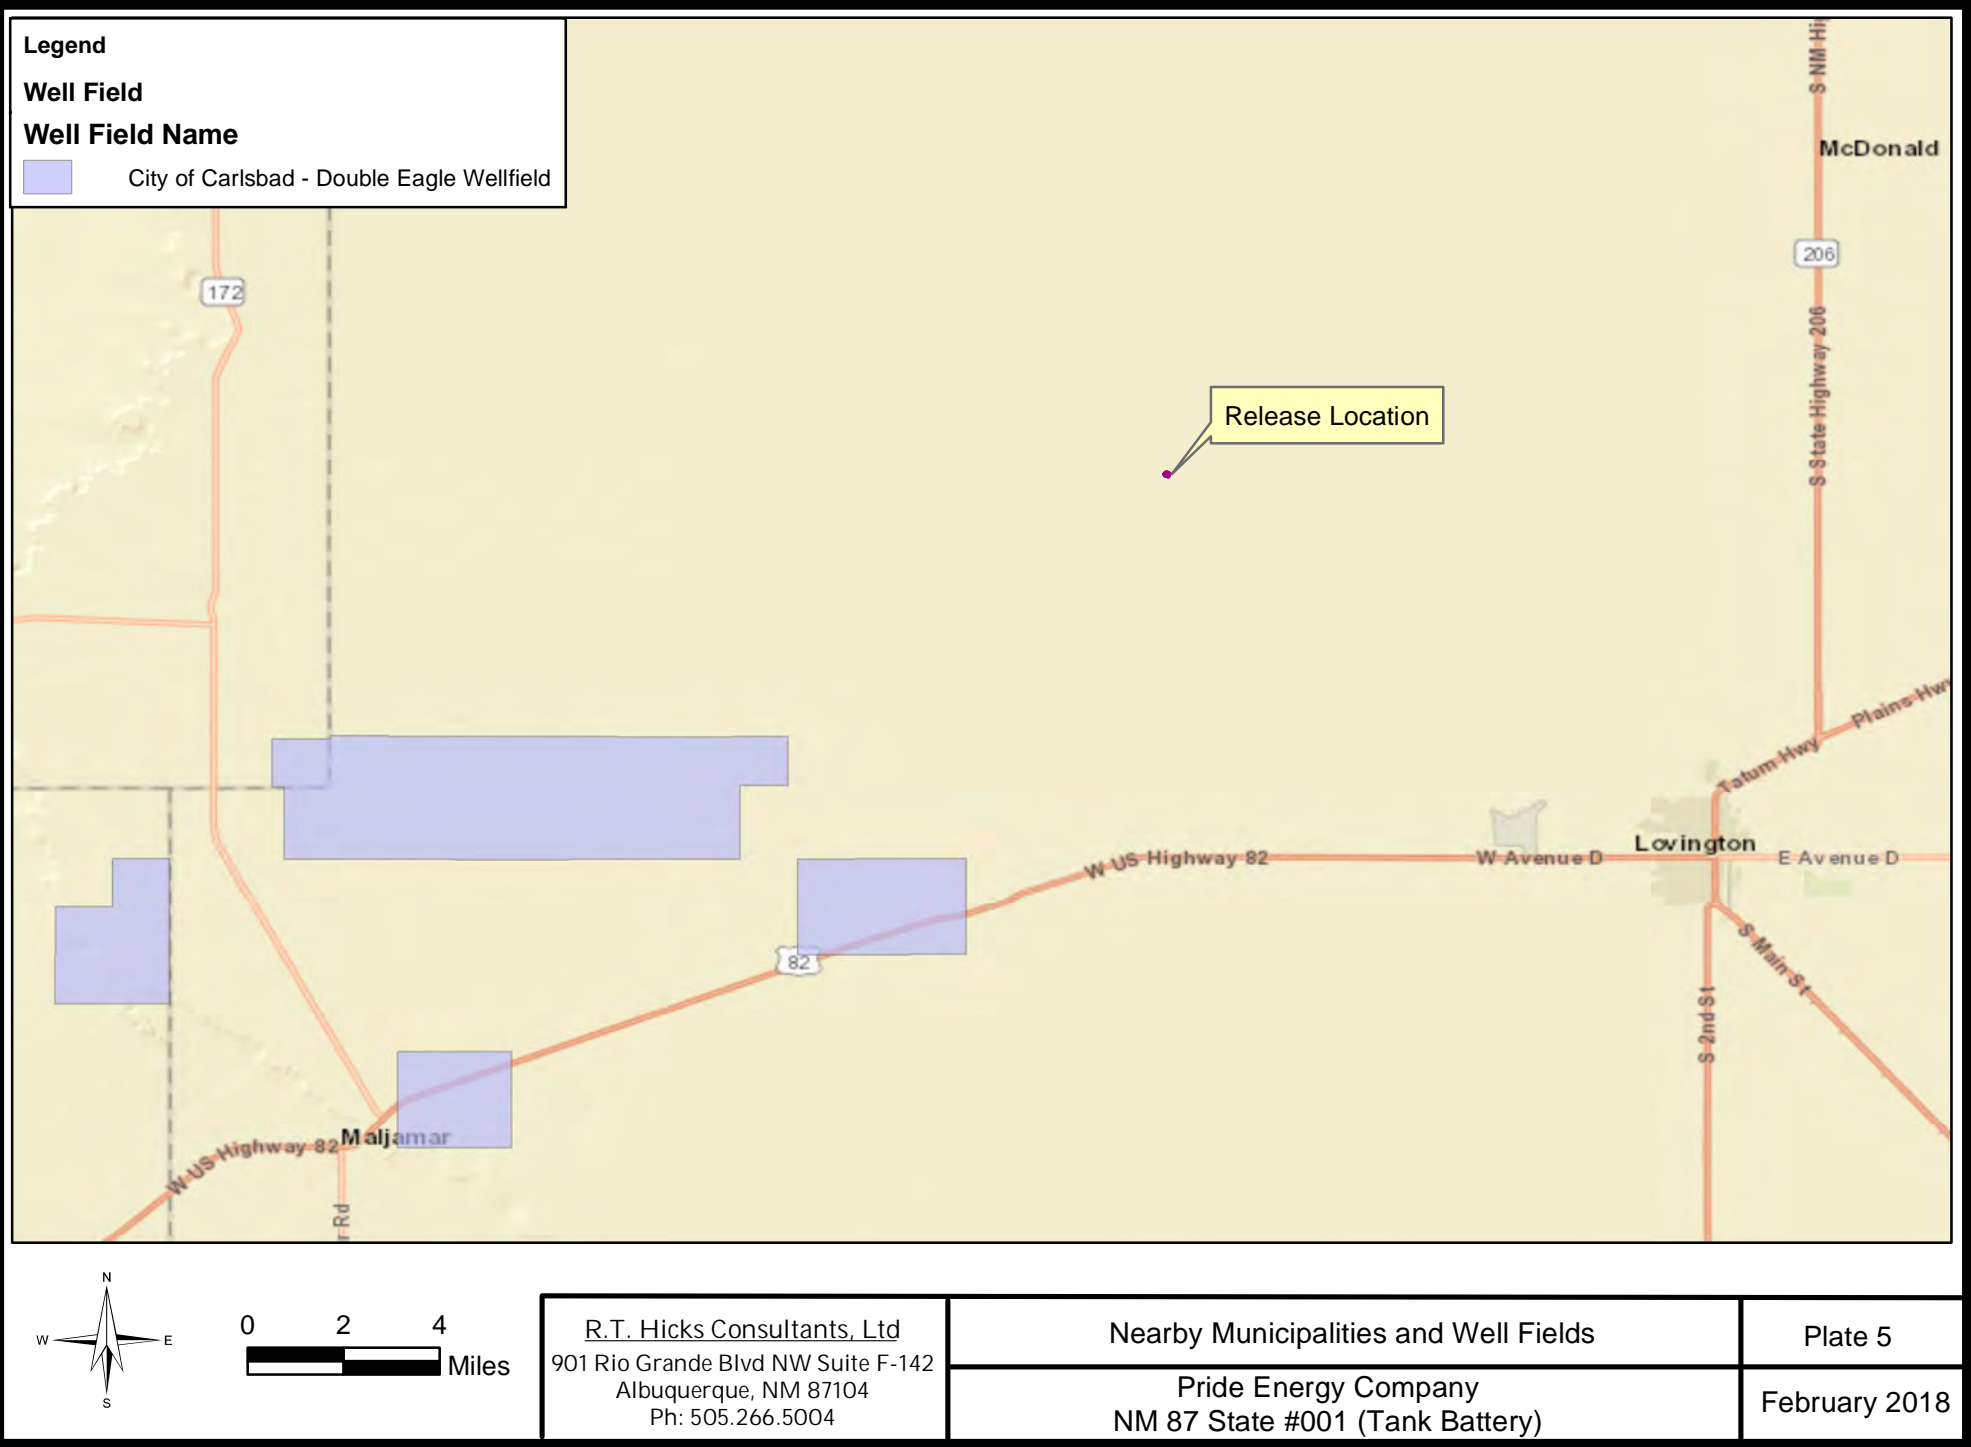 Legend
Well Field
Well Field Name
City of Carlsbad - Double Eagle Wellfield
S NM Hi
McDonald
172
206
S State Highway 206
Release Location
Plains Hwy
Tatum Hwy
Lovington
W US Highway 82
W Avenue D
E Avenue D
82
S Main St
S 2nd St
Maljamar
W US Highway 82
r Rd
N
W
E
S
0 2 4
Miles
R.T. Hicks Consultants, Ltd
901 Rio Grande Blvd NW Suite F-142
Albuquerque, NM 87104
Ph: 505.266.5004
Nearby Municipalities and Well Fields
Pride Energy Company
NM 87 State #001 (Tank Battery)
Plate 5
February 2018